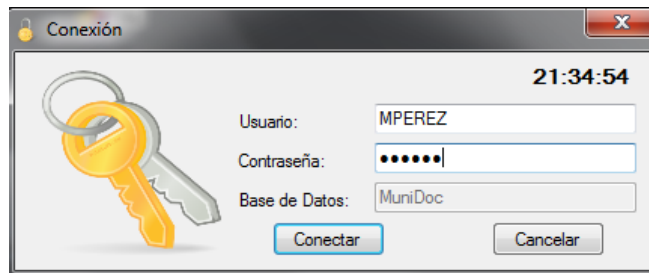 Conexión
21:34:54
Usuario: MPEREZ
Contraseña: ••••••
Base de Datos: MuniDoc
Conectar Cancelar